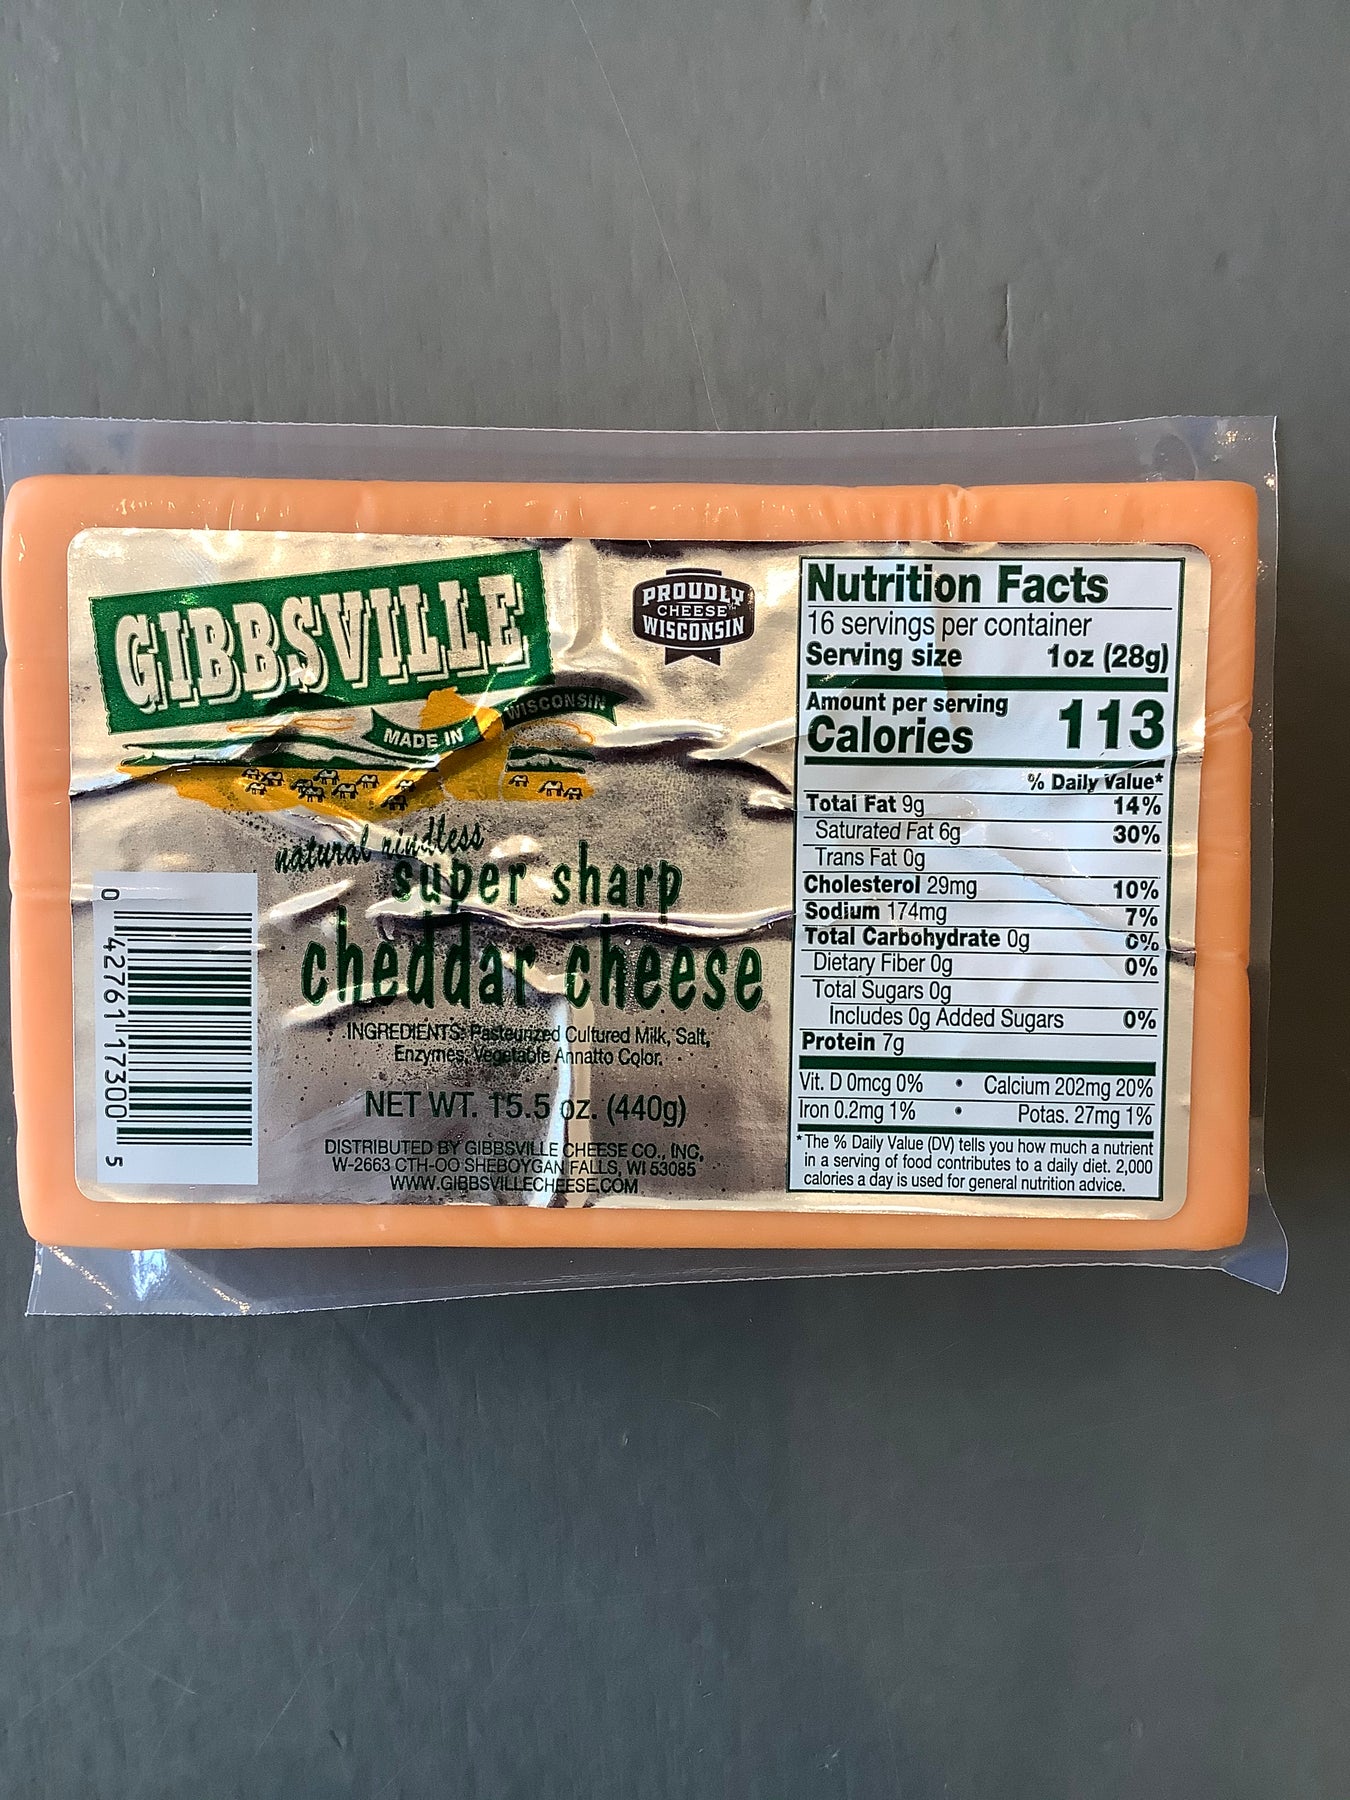 GIBBSVILLE
MADE IN WISCONSIN
PROUDLY
CHEESE™
WISCONSIN
natural rindless
super sharp
cheddar cheese
INGREDIENTS: Pasteurized Cultured Milk, Salt,
Enzymes, Vegetable Annatto Color.
NET WT. 15.5 oz. (440g)
DISTRIBUTED BY GIBBSVILLE CHEESE CO., INC,
W-2663 CTH-OO SHEBOYGAN FALLS, WI 53085
WWW.GIBBSVILLECHEESE.COM
0 42761 17300 5
Nutrition Facts
16 servings per container
Serving size 1oz (28g)
Amount per serving
Calories 113
% Daily Value*
Total Fat 9g 14%
Saturated Fat 6g 30%
Trans Fat 0g
Cholesterol 29mg 10%
Sodium 174mg 7%
Total Carbohydrate 0g 0%
Dietary Fiber 0g 0%
Total Sugars 0g
Includes 0g Added Sugars 0%
Protein 7g
Vit. D 0mcg 0% • Calcium 202mg 20%
Iron 0.2mg 1% • Potas. 27mg 1%
*The % Daily Value (DV) tells you how much a nutrient
in a serving of food contributes to a daily diet. 2,000
calories a day is used for general nutrition advice.